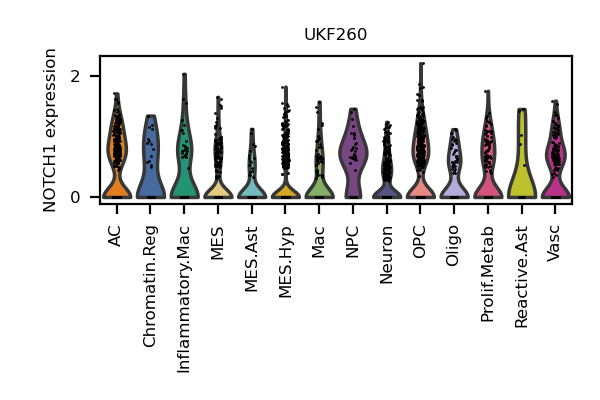 UKF260
NOTCH1 expression
2
0
AC
Chromatin.Reg
Inflammatory.Mac
MES
MES.Ast
MES.Hyp
Mac
NPC
Neuron
OPC
Oligo
Prolif.Metab
Reactive.Ast
Vasc